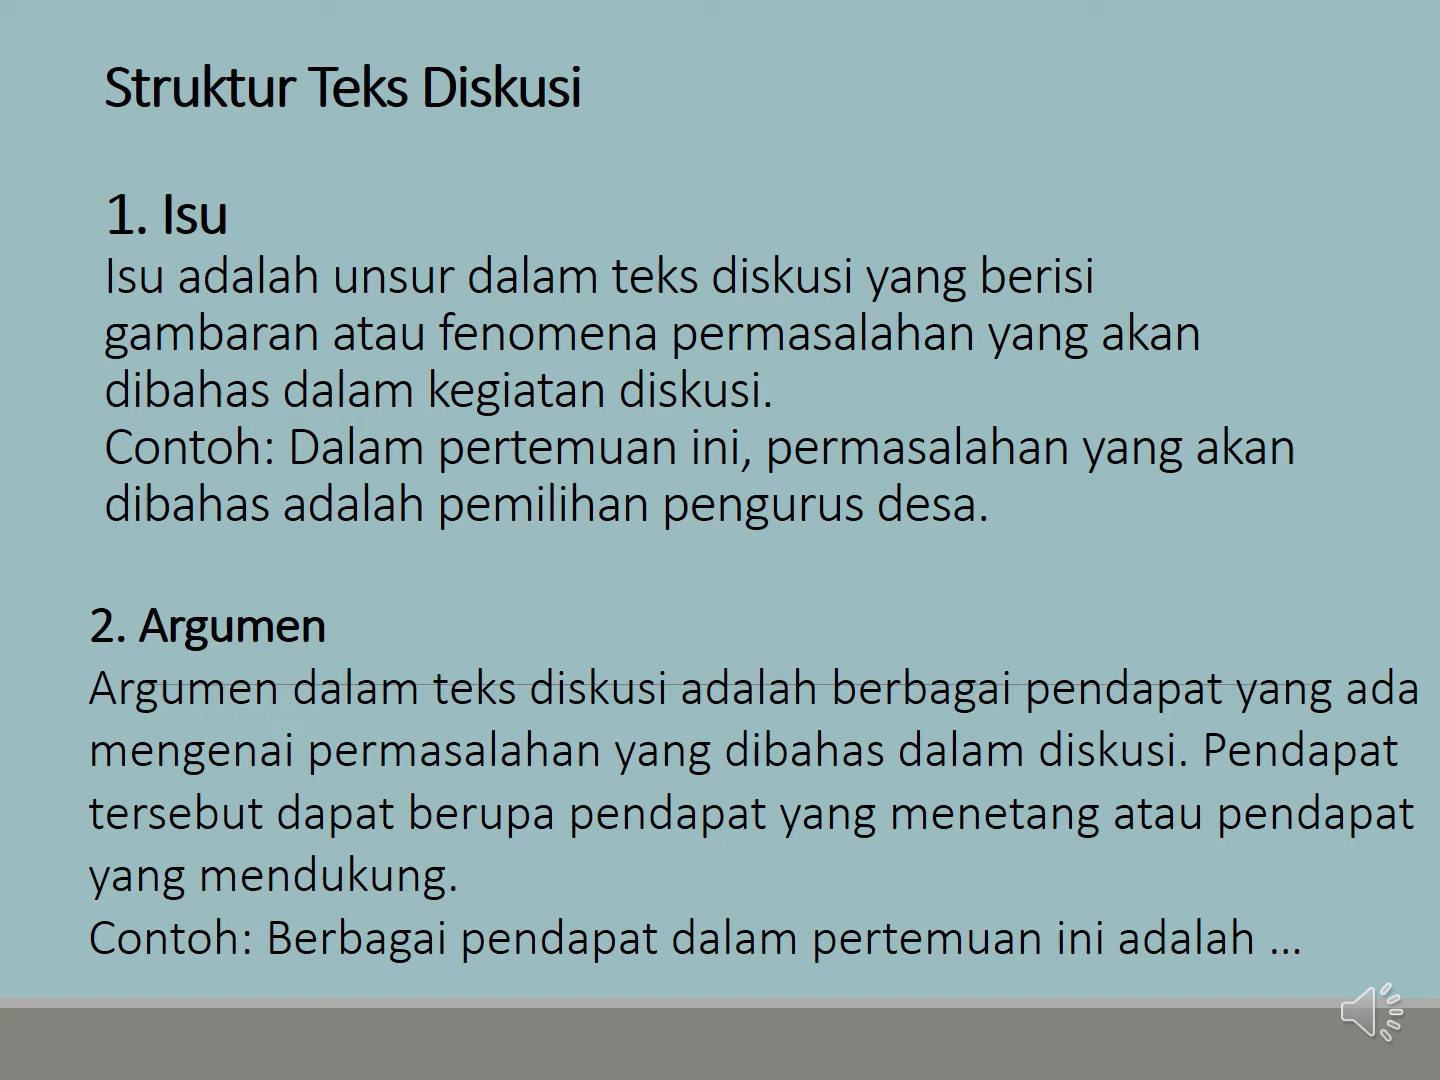 Struktur Teks Diskusi
1. Isu
Isu adalah unsur dalam teks diskusi yang berisi
gambaran atau fenomena permasalahan yang akan
dibahas dalam kegiatan diskusi.
Contoh: Dalam pertemuan ini, permasalahan yang akan
dibahas adalah pemilihan pengurus desa.
2. Argumen
Argumen dalam teks diskusi adalah berbagai pendapat yang ada
mengenai permasalahan yang dibahas dalam diskusi. Pendapat
tersebut dapat berupa pendapat yang menetang atau pendapat
yang mendukung.
Contoh: Berbagai pendapat dalam pertemuan ini adalah ...